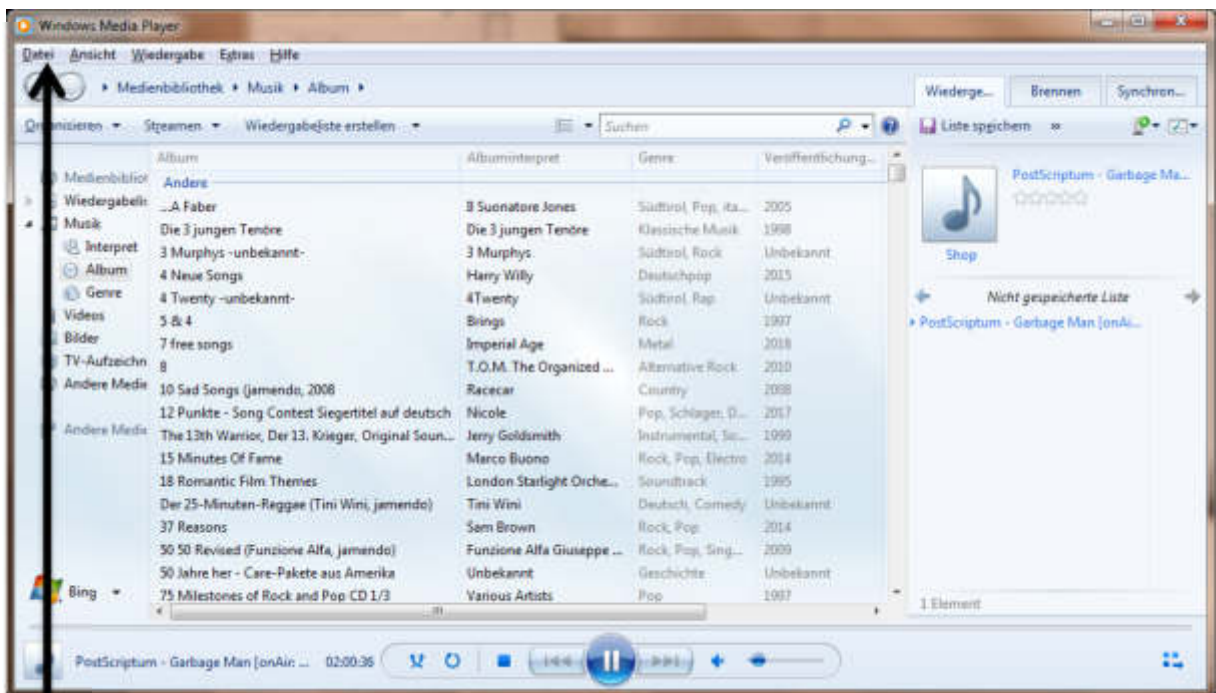 Windows Media Player
Datei Ansicht Wiedergabe Extras Hilfe
Medienbibliothek Musik Album
Wiederge... Brennen Synchron...
Organisieren Streamen Wiedergabeliste erstellen Suchen Liste speichern »
Album Albuminterpret Genre Veröffentlichung...
Medienbibliot
Andere
PostScriptum - Garbage Ma...
Wiedergabelis ...A Faber Il Suonatore Jones Südtirol, Pop, ita... 2005
Musik Die 3 jungen Tenöre Die 3 jungen Tenöre Klassische Musik 1998
Interpret 3 Murphys -unbekannt- 3 Murphys Südtirol, Rock Unbekannt
Shop
Album 4 Neue Songs Harry Willy Deutschpop 2015
Genre 4 Twenty -unbekannt- 4Twenty Südtirol, Rap Unbekannt
Nicht gespeicherte Liste
Videos 5 & 4 Brings Rock 1997
PostScriptum - Garbage Man [onAi...
Bilder 7 free songs Imperial Age Metal 2018
TV-Aufzeichn 8 T.O.M. The Organized ... Alternative Rock 2010
Andere Medie 10 Sad Songs (jamendo, 2008 Racecar Country 2008
12 Punkte - Song Contest Siegertitel auf deutsch Nicole Pop, Schlager, D... 2017
Andere Medie The 13th Warrior, Der 13. Krieger, Original Soun... Jerry Goldsmith Instrumental, So... 1999
15 Minutes Of Fame Marco Buono Rock, Pop, Electro 2014
18 Romantic Film Themes London Starlight Orche... Soundtrack 1995
Der 25-Minuten-Reggae (Tini Wini, jamendo) Tini Wini Deutsch, Comedy Unbekannt
37 Reasons Sam Brown Rock, Pop 2014
50 50 Revised (Funzione Alfa, jamendo) Funzione Alfa Giuseppe ... Rock, Pop, Sing... 2009
50 Jahre her - Care-Pakete aus Amerika Unbekannt Geschichte Unbekannt
Bing 75 Milestones of Rock and Pop CD 1/3 Various Artists Pop 1997
1 Element
PostScriptum - Garbage Man [onAir: ... 02:00:36